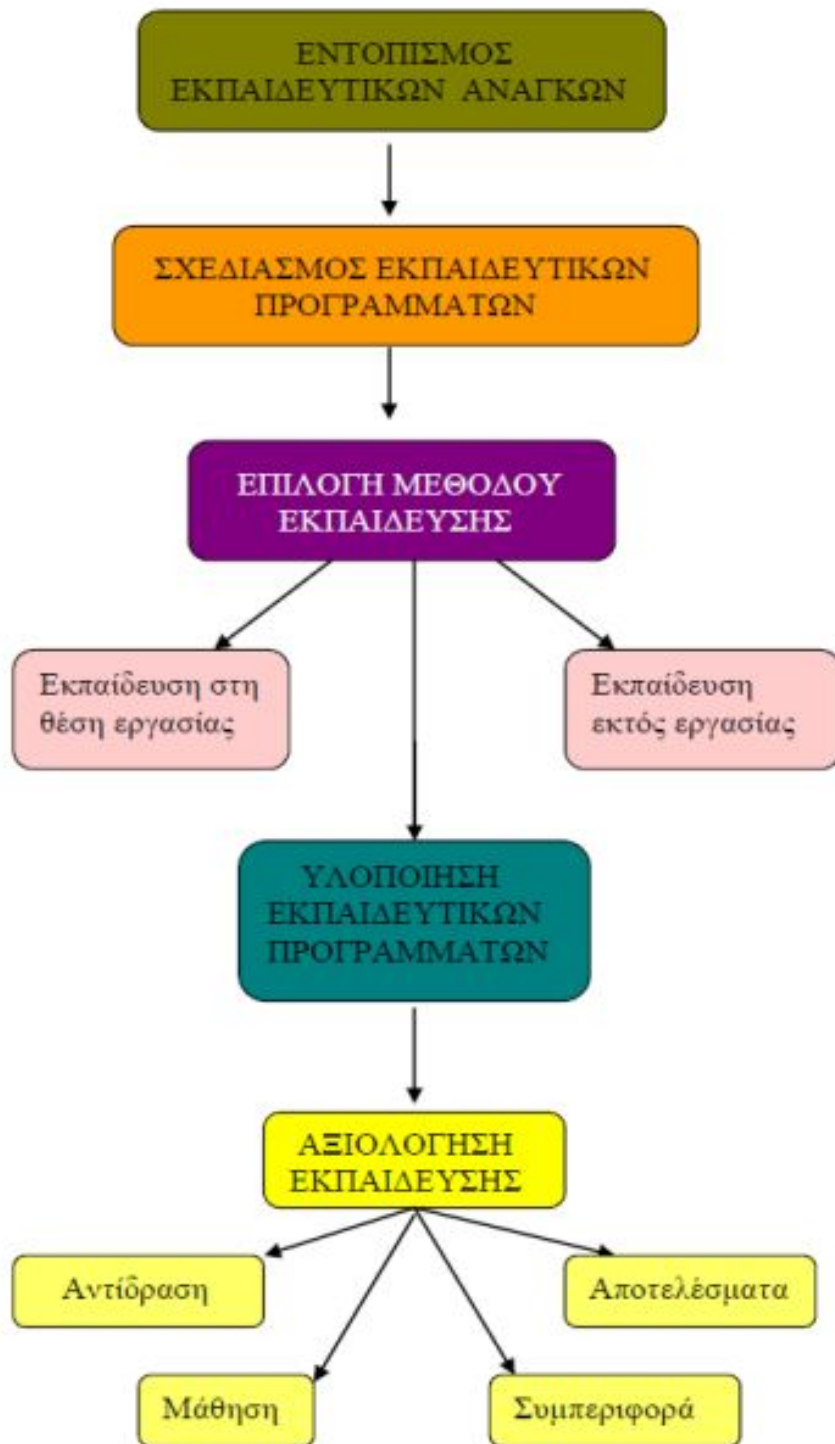 ΕΝΤΟΠΙΣΜΟΣ
ΕΚΠΑΙΔΕΥΤΙΚΩΝ ΑΝΑΓΚΩΝ
ΣΧΕΔΙΑΣΜΟΣ ΕΚΠΑΙΔΕΥΤΙΚΩΝ
ΠΡΟΓΡΑΜΜΑΤΩΝ
ΕΠΙΛΟΓΗ ΜΕΘΟΔΟΥ
ΕΚΠΑΙΔΕΥΣΗΣ
Εκπαίδευση στη
θέση εργασίας
Εκπαίδευση
εκτός εργασίας
ΥΛΟΠΟΙΗΣΗ
ΕΚΠΑΙΔΕΥΤΙΚΩΝ
ΠΡΟΓΡΑΜΜΑΤΩΝ
ΑΞΙΟΛΟΓΗΣΗ
ΕΚΠΑΙΔΕΥΣΗΣ
Αντίδραση
Αποτελέσματα
Μάθηση
Συμπεριφορά